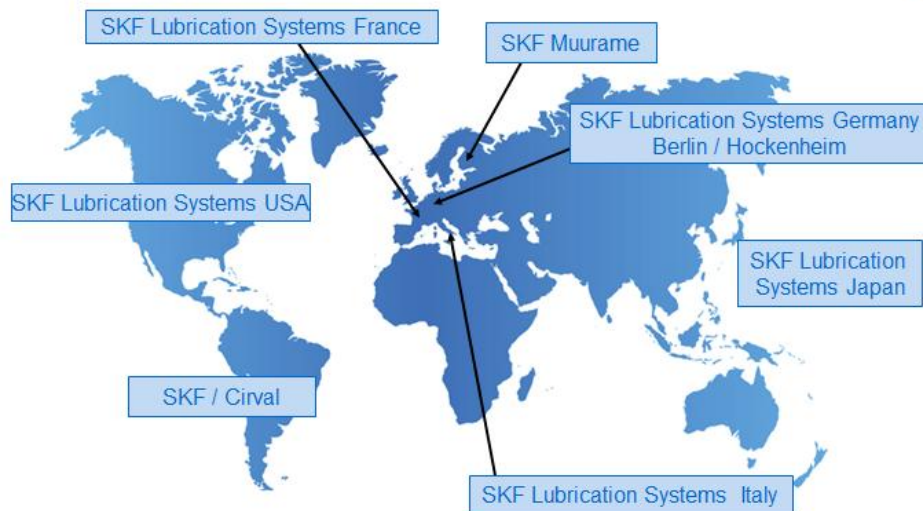 SKF Lubrication Systems France
SKF Muurame
SKF Lubrication Systems Germany
Berlin / Hockenheim
SKF Lubrication Systems USA
SKF Lubrication
Systems Japan
SKF / Cirval
SKF Lubrication Systems Italy